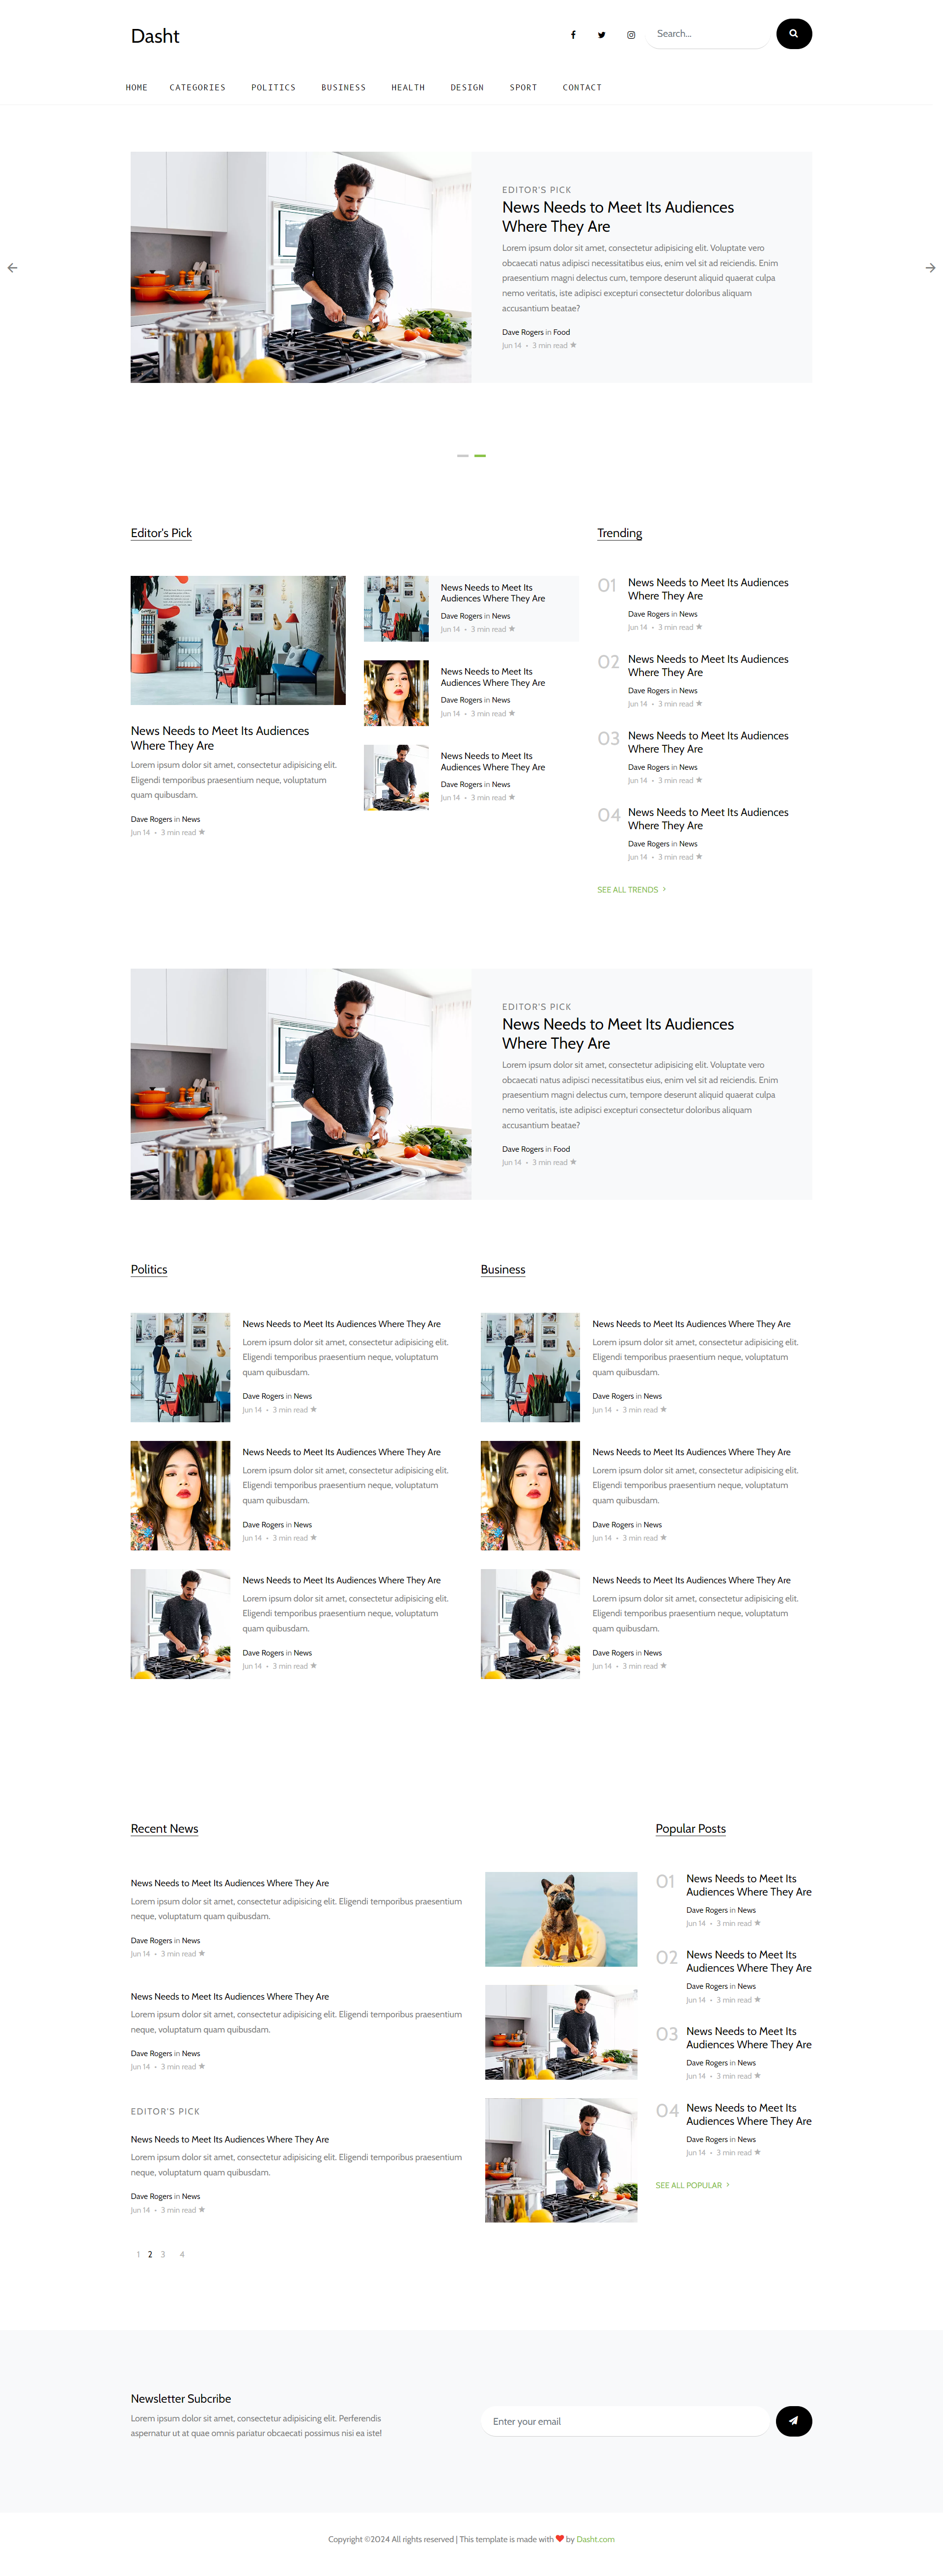 Dasht
Search...
HOME CATEGORIES POLITICS BUSINESS HEALTH DESIGN SPORT CONTACT
EDITOR'S PICK
News Needs to Meet Its Audiences
Where They Are
Lorem ipsum dolor sit amet, consectetur adipisicing elit. Voluptate vero
obcaecati natus adipisci necessitatibus eius, enim vel sit ad reiciendis. Enim
praesentium magni delectus cum, tempore deserunt aliquid quaerat culpa
nemo veritatis, iste adipisci excepturi consectetur doloribus aliquam
accusantium beatae?
Dave Rogers in Food
Jun 14 • 3 min read ★
Editor's Pick
News Needs to Meet Its Audiences
Where They Are
Lorem ipsum dolor sit amet, consectetur adipisicing elit.
Eligendi temporibus praesentium neque, voluptatum
quam quibusdam.
Dave Rogers in News
Jun 14 • 3 min read ★
News Needs to Meet Its
Audiences Where They Are
Dave Rogers in News
Jun 14 • 3 min read ★
News Needs to Meet Its
Audiences Where They Are
Dave Rogers in News
Jun 14 • 3 min read ★
News Needs to Meet Its
Audiences Where They Are
Dave Rogers in News
Jun 14 • 3 min read ★
Trending
01 News Needs to Meet Its Audiences
Where They Are
Dave Rogers in News
Jun 14 • 3 min read ★
02 News Needs to Meet Its Audiences
Where They Are
Dave Rogers in News
Jun 14 • 3 min read ★
03 News Needs to Meet Its Audiences
Where They Are
Dave Rogers in News
Jun 14 • 3 min read ★
04 News Needs to Meet Its Audiences
Where They Are
Dave Rogers in News
Jun 14 • 3 min read ★
SEE ALL TRENDS >
EDITOR'S PICK
News Needs to Meet Its Audiences
Where They Are
Lorem ipsum dolor sit amet, consectetur adipisicing elit. Voluptate vero
obcaecati natus adipisci necessitatibus eius, enim vel sit ad reiciendis. Enim
praesentium magni delectus cum, tempore deserunt aliquid quaerat culpa
nemo veritatis, iste adipisci excepturi consectetur doloribus aliquam
accusantium beatae?
Dave Rogers in Food
Jun 14 • 3 min read ★
Politics
News Needs to Meet Its Audiences Where They Are
Lorem ipsum dolor sit amet, consectetur adipisicing elit.
Eligendi temporibus praesentium neque, voluptatum
quam quibusdam.
Dave Rogers in News
Jun 14 • 3 min read ★
News Needs to Meet Its Audiences Where They Are
Lorem ipsum dolor sit amet, consectetur adipisicing elit.
Eligendi temporibus praesentium neque, voluptatum
quam quibusdam.
Dave Rogers in News
Jun 14 • 3 min read ★
News Needs to Meet Its Audiences Where They Are
Lorem ipsum dolor sit amet, consectetur adipisicing elit.
Eligendi temporibus praesentium neque, voluptatum
quam quibusdam.
Dave Rogers in News
Jun 14 • 3 min read ★
Business
News Needs to Meet Its Audiences Where They Are
Lorem ipsum dolor sit amet, consectetur adipisicing elit.
Eligendi temporibus praesentium neque, voluptatum
quam quibusdam.
Dave Rogers in News
Jun 14 • 3 min read ★
News Needs to Meet Its Audiences Where They Are
Lorem ipsum dolor sit amet, consectetur adipisicing elit.
Eligendi temporibus praesentium neque, voluptatum
quam quibusdam.
Dave Rogers in News
Jun 14 • 3 min read ★
News Needs to Meet Its Audiences Where They Are
Lorem ipsum dolor sit amet, consectetur adipisicing elit.
Eligendi temporibus praesentium neque, voluptatum
quam quibusdam.
Dave Rogers in News
Jun 14 • 3 min read ★
Recent News
News Needs to Meet Its Audiences Where They Are
Lorem ipsum dolor sit amet, consectetur adipisicing elit. Eligendi temporibus praesentium
neque, voluptatum quam quibusdam.
Dave Rogers in News
Jun 14 • 3 min read ★
News Needs to Meet Its Audiences Where They Are
Lorem ipsum dolor sit amet, consectetur adipisicing elit. Eligendi temporibus praesentium
neque, voluptatum quam quibusdam.
Dave Rogers in News
Jun 14 • 3 min read ★
EDITOR'S PICK
News Needs to Meet Its Audiences Where They Are
Lorem ipsum dolor sit amet, consectetur adipisicing elit. Eligendi temporibus praesentium
neque, voluptatum quam quibusdam.
Dave Rogers in News
Jun 14 • 3 min read ★
1 2 3 4
Popular Posts
01 News Needs to Meet Its
Audiences Where They Are
Dave Rogers in News
Jun 14 • 3 min read ★
02 News Needs to Meet Its
Audiences Where They Are
Dave Rogers in News
Jun 14 • 3 min read ★
03 News Needs to Meet Its
Audiences Where They Are
Dave Rogers in News
Jun 14 • 3 min read ★
04 News Needs to Meet Its
Audiences Where They Are
Dave Rogers in News
Jun 14 • 3 min read ★
SEE ALL POPULAR >
Newsletter Subcribe
Lorem ipsum dolor sit amet, consectetur adipisicing elit. Perferendis
aspernatur ut at quae omnis pariatur obcaecati possimus nisi ea iste!
Enter your email
Copyright ©2024 All rights reserved | This template is made with ❤ by Dasht.com